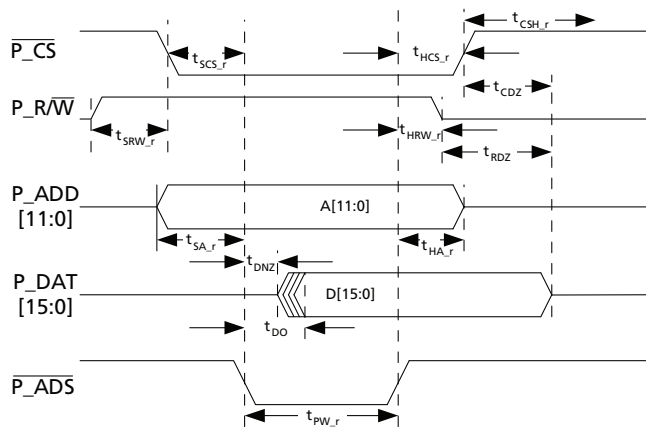 P_CS
t_SCS_r
t_HCS_r
t_CSH_r
t_CDZ
P_R/W
t_SRW_r
t_HRW_r
t_RDZ
P_ADD
[11:0]
A[11:0]
t_SA_r
t_HA_r
t_DNZ
P_DAT
[15:0]
D[15:0]
t_DO
P_ADS
t_PW_r